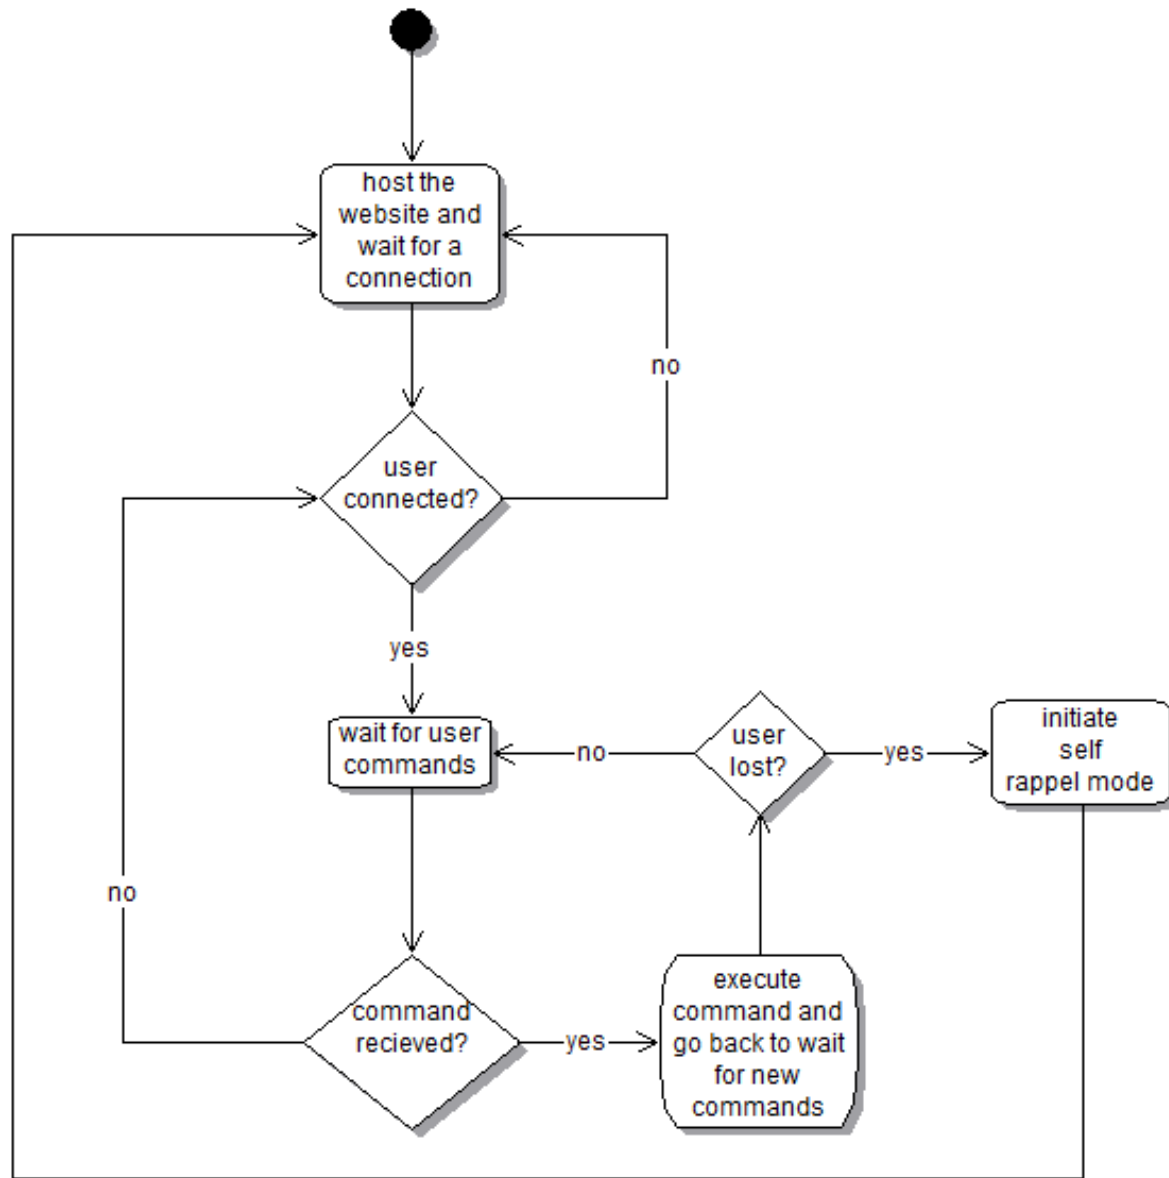 host the
website and
wait for a
connection
no
user
connected?
yes
wait for user
commands
no
user
lost?
yes
initiate
self
rappel mode
no
command
recieved?
yes
execute
command and
go back to wait
for new
commands